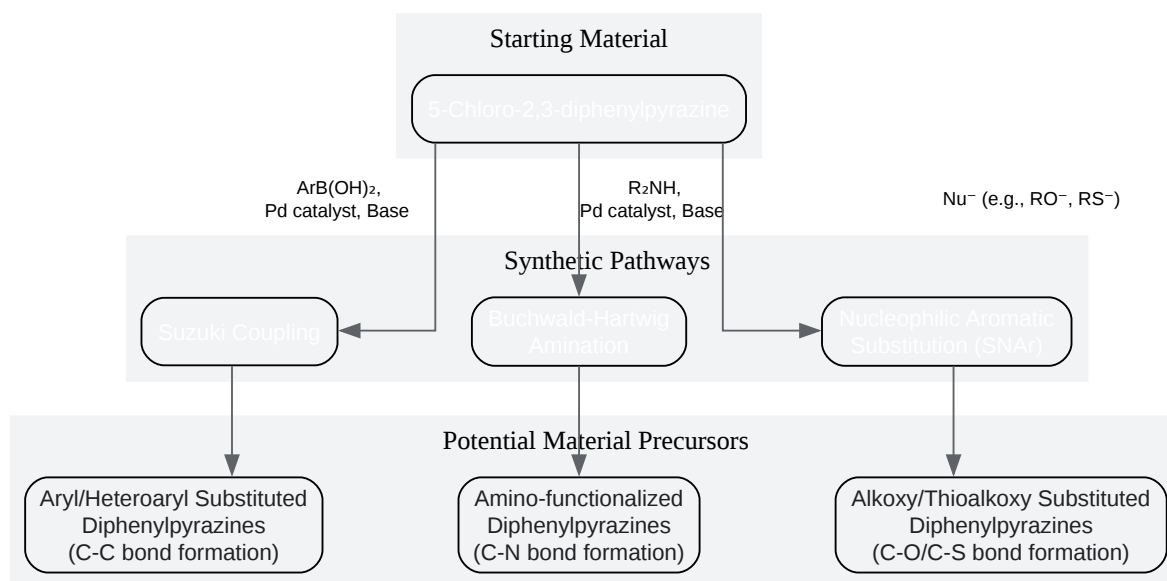 Starting Material
5-Chloro-2,3-diphenylpyrazine
ArB(OH)₂,
Pd catalyst, Base
R₂NH,
Pd catalyst, Base
Nu⁻ (e.g., RO⁻, RS⁻)
Synthetic Pathways
Suzuki Coupling
Buchwald-Hartwig
Amination
Nucleophilic Aromatic
Substitution (SNAr)
Potential Material Precursors
Aryl/Heteroaryl Substituted
Diphenylpyrazines
(C-C bond formation)
Amino-functionalized
Diphenylpyrazines
(C-N bond formation)
Alkoxy/Thioalkoxy Substituted
Diphenylpyrazines
(C-O/C-S bond formation)